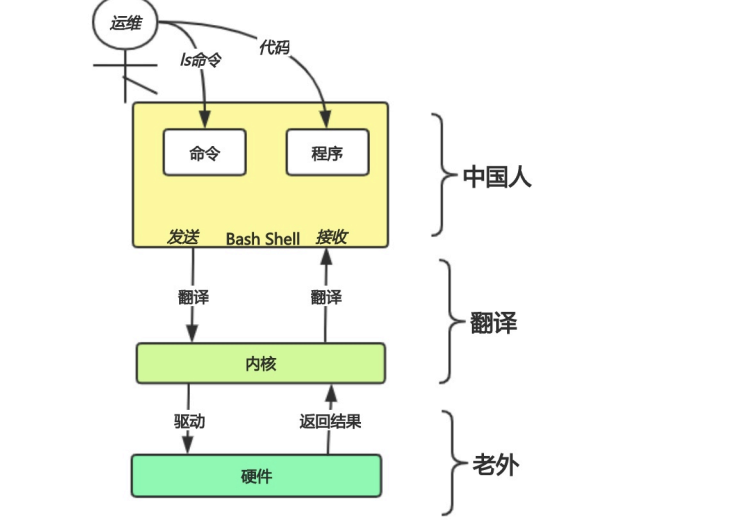 运维
ls命令
代码
命令
程序
中国人
发送
Bash Shell
接收
翻译
翻译
翻译
内核
驱动
返回结果
老外
硬件